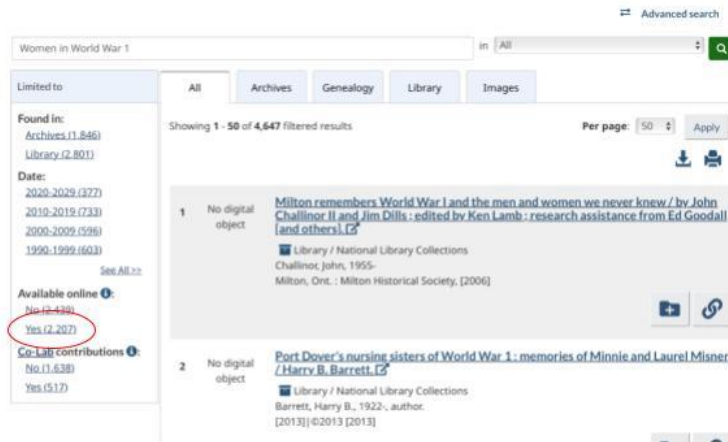 Advanced search
Women in World War 1
in All
Limited to
All
Archives
Genealogy
Library
Images
Found in:
Archives (1,846)
Library (2,801)
Date:
2020-2029 (377)
2010-2019 (733)
2000-2009 (596)
1990-1999 (603)
See All >>
Available online
No (2,439)
Yes (2,207)
Co-Lab contributions
No (1,638)
Yes (517)
Showing 1 - 50 of 4,647 filtered results
Per page: 50
Apply
1
No digital
object
Milton remembers World War I and the men and women we never knew / by John
Challinor II and Jim Dills ; edited by Ken Lamb ; research assistance from Ed Goodall
[and others].
Library / National Library Collections
Challinor, John, 1955-
Milton, Ont. : Milton Historical Society, [2006]
2
No digital
object
Port Dover's nursing sisters of World War 1 : memories of Minnie and Laurel Misner
/ Harry B. Barrett.
Library / National Library Collections
Barrett, Harry B., 1922-, author.
[2013]|©2013 [2013]